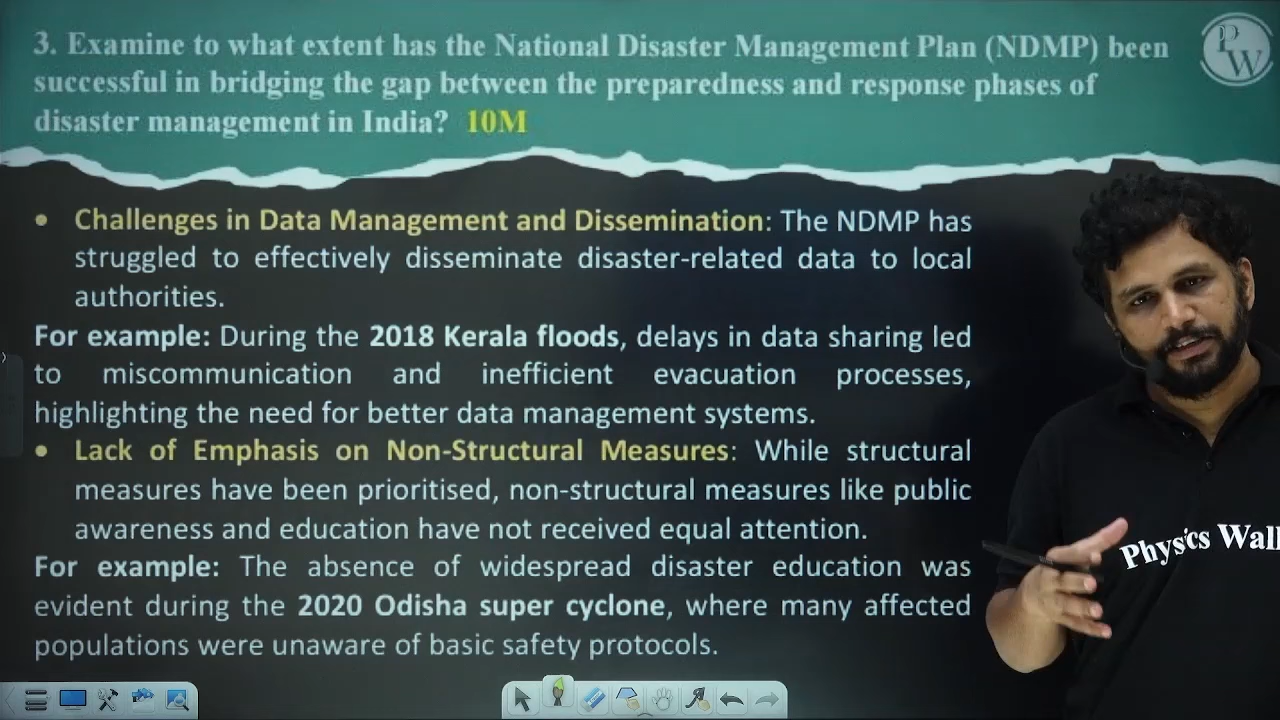 3. Examine to what extent has the National Disaster Management Plan (NDMP) been
successful in bridging the gap between the preparedness and response phases of
disaster management in India? 10M
PW
• Challenges in Data Management and Dissemination: The NDMP has
struggled to effectively disseminate disaster-related data to local
authorities.
For example: During the 2018 Kerala floods, delays in data sharing led
to miscommunication and inefficient evacuation processes,
highlighting the need for better data management systems.
• Lack of Emphasis on Non-Structural Measures: While structural
measures have been prioritised, non-structural measures like public
awareness and education have not received equal attention.
For example: The absence of widespread disaster education was
evident during the 2020 Odisha super cyclone, where many affected
populations were unaware of basic safety protocols.
Physics Wall